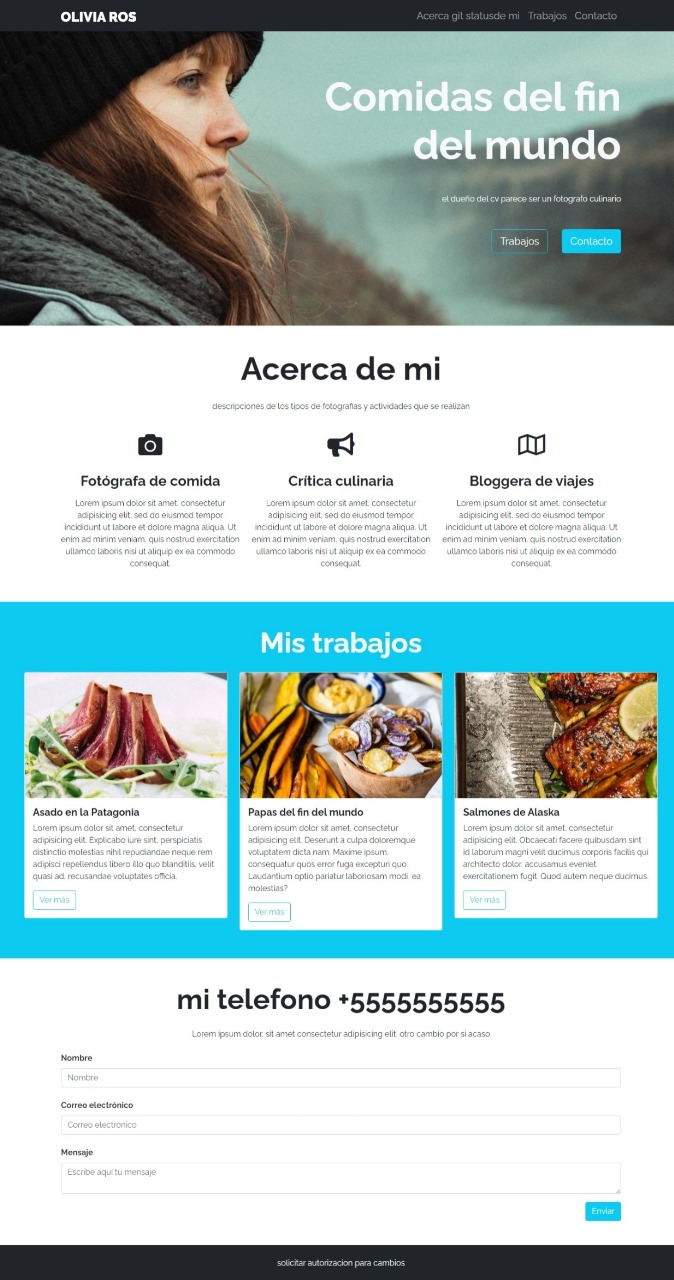 OLIVIA ROS
Acerca git statusde mi Trabajos Contacto
Comidas del fin
del mundo
el dueño del cv parece ser un fotografo culinario
Trabajos
Contacto
Acerca de mi
descripciones de los tipos de fotografias y actividades que se realizan
Fotógrafa de comida
Lorem ipsum dolor sit amet, consectetur
adipisicing elit, sed do eiusmod tempor
incididunt ut labore et dolore magna aliqua. Ut
enim ad minim veniam, quis nostrud exercitation
ullamco laboris nisi ut aliquip ex ea commodo
consequat.
Crítica culinaria
Lorem ipsum dolor sit amet, consectetur
adipisicing elit, sed do eiusmod tempor
incididunt ut labore et dolore magna aliqua. Ut
enim ad minim veniam, quis nostrud exercitation
ullamco laboris nisi ut aliquip ex ea commodo
consequat.
Bloggera de viajes
Lorem ipsum dolor sit amet, consectetur
adipisicing elit, sed do eiusmod tempor
incididunt ut labore et dolore magna aliqua. Ut
enim ad minim veniam, quis nostrud exercitation
ullamco laboris nisi ut aliquip ex ea commodo
consequat.
Mis trabajos
Asado en la Patagonia
Lorem ipsum dolor sit amet, consectetur
adipisicing elit. Explicabo iure sint, perspiciatis
distinctio molestias nihil repudiandae neque rem
adipisci repellendus libero illo quo blanditiis, velit
quasi ad, recusandae voluptates officia.
Ver más
Papas del fin del mundo
Lorem ipsum dolor sit amet, consectetur
adipisicing elit. Deserunt a culpa doloremque
voluptatem dicta nam. Maxime ipsum,
consequatur quos error fuga excepturi quo.
Laudantium optio pariatur laboriosam modi, ea
molestias?
Ver más
Salmones de Alaska
Lorem ipsum dolor sit amet, consectetur
adipisicing elit. Obcaecati facere quibusdam sint
id laborum magni velit ducimus corporis facilis qui
architecto dolor, accusamus eveniet
exercitationem fugit. Quod autem neque ducimus.
Ver más
mi telefono +5555555555
Lorem ipsum dolor, sit amet consectetur adipisicing elit. otro cambio por si acaso
Nombre
Nombre
Correo electrónico
Correo electrónico
Mensaje
Escribe aquí tu mensaje
Enviar
solicitar autorizacion para cambios